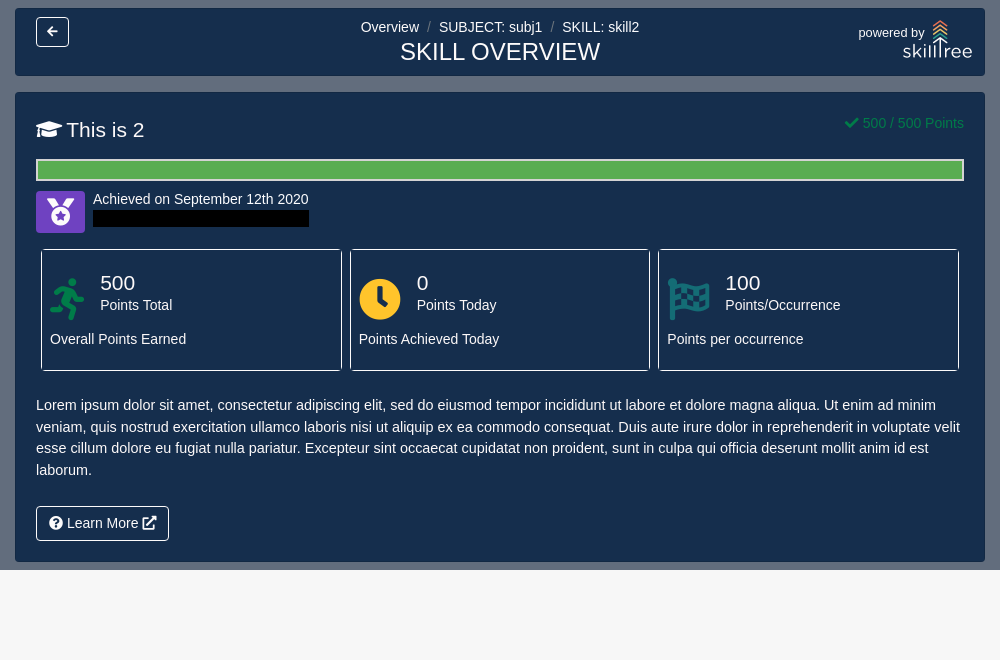 Overview / SUBJECT: subj1 / SKILL: skill2
SKILL OVERVIEW
powered by
skilltree
This is 2
500 / 500 Points
Achieved on September 12th 2020
500
Points Total
Overall Points Earned
0
Points Today
Points Achieved Today
100
Points/Occurrence
Points per occurrence
Lorem ipsum dolor sit amet, consectetur adipiscing elit, sed do eiusmod tempor incididunt ut labore et dolore magna aliqua. Ut enim ad minim
veniam, quis nostrud exercitation ullamco laboris nisi ut aliquip ex ea commodo consequat. Duis aute irure dolor in reprehenderit in voluptate velit
esse cillum dolore eu fugiat nulla pariatur. Excepteur sint occaecat cupidatat non proident, sunt in culpa qui officia deserunt mollit anim id est
laborum.
Learn More